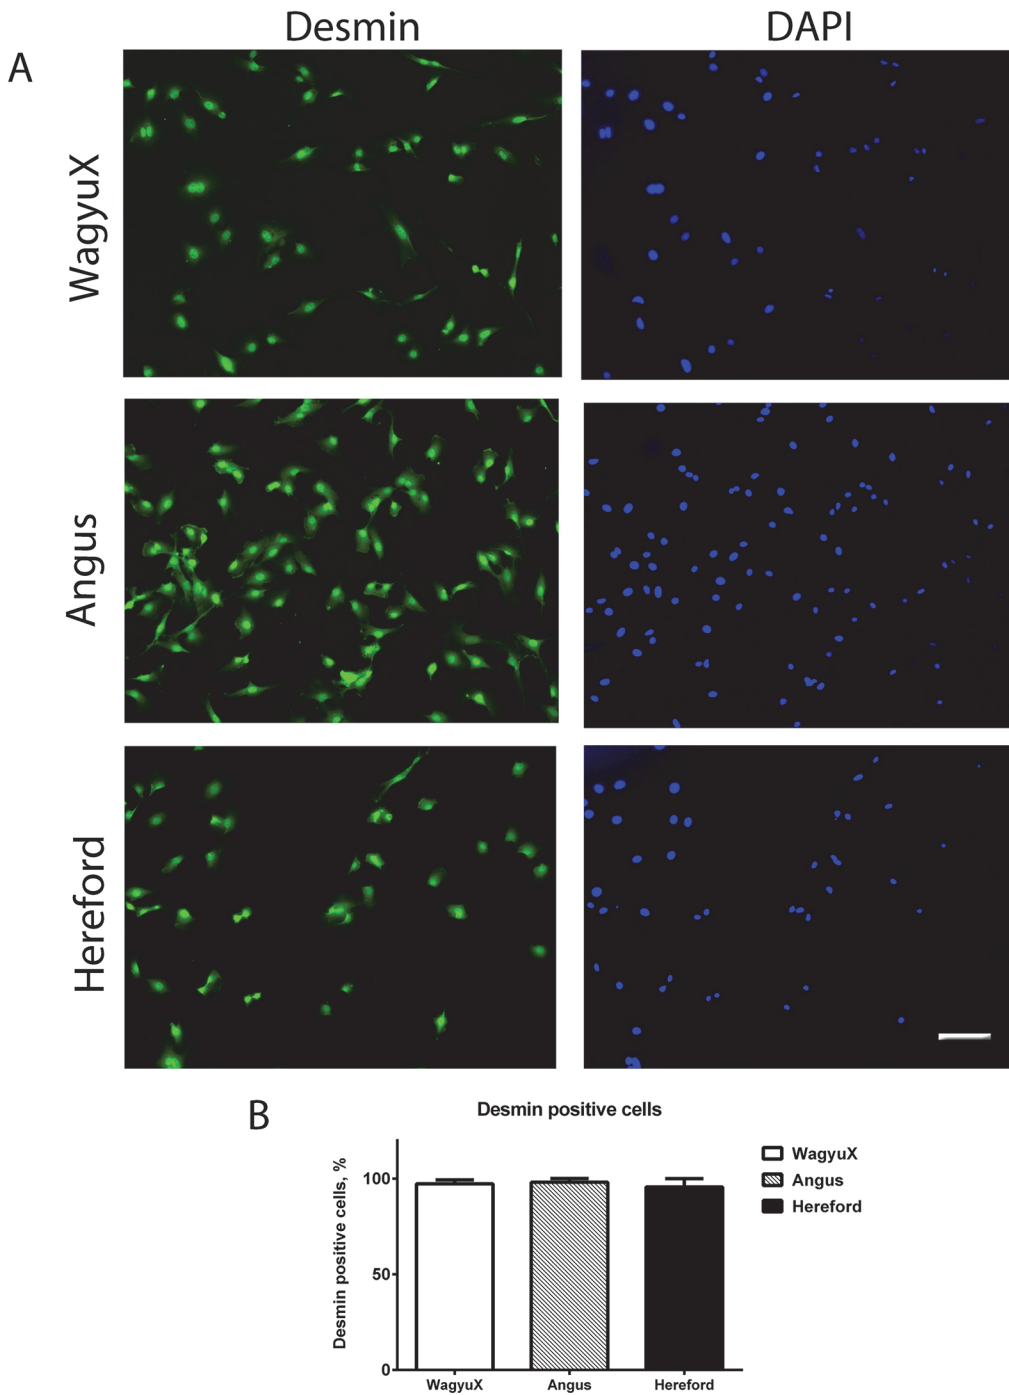 Desmin DAPI
A
WagyuX
Angus
Hereford
B
Desmin positive cells
Desmin positive cells, %
100
50
0
WagyuX Angus Hereford
WagyuX
Angus
Hereford